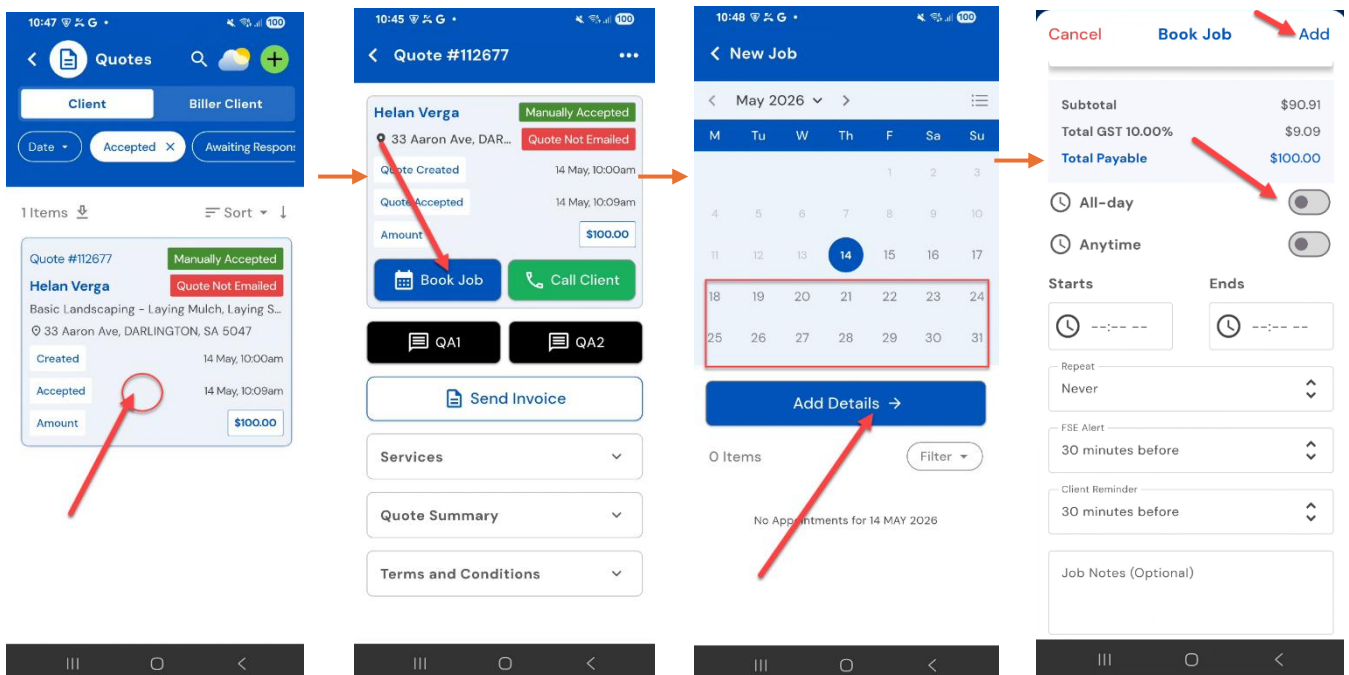 10:47 G • 100
Quotes
Client Biller Client
Date Accepted X Awaiting Respon
1 Items Sort
Quote #112677 Manually Accepted
Helan Verga Quote Not Emailed
Basic Landscaping - Laying Mulch, Laying S...
33 Aaron Ave, DARLINGTON, SA 5047
Created 14 May, 10:00am
Accepted 14 May, 10:09am
Amount $100.00
10:45 G • 100
Quote #112677
Helan Verga Manually Accepted
33 Aaron Ave, DAR... Quote Not Emailed
Quote Created 14 May, 10:00am
Quote Accepted 14 May, 10:09am
Amount $100.00
Book Job Call Client
QA1 QA2
Send Invoice
Services
Quote Summary
Terms and Conditions
10:48 G • 100
New Job
May 2026
M Tu W Th F Sa Su
1 2 3
4 5 6 7 8 9 10
11 12 13 14 15 16 17
18 19 20 21 22 23 24
25 26 27 28 29 30 31
Add Details →
0 Items Filter
No Appointments for 14 MAY 2026
Cancel Book Job Add
Subtotal $90.91
Total GST 10.00% $9.09
Total Payable $100.00
All-day
Anytime
Starts Ends
--:-- -- --:-- --
Repeat
Never
FSE Alert
30 minutes before
Client Reminder
30 minutes before
Job Notes (Optional)